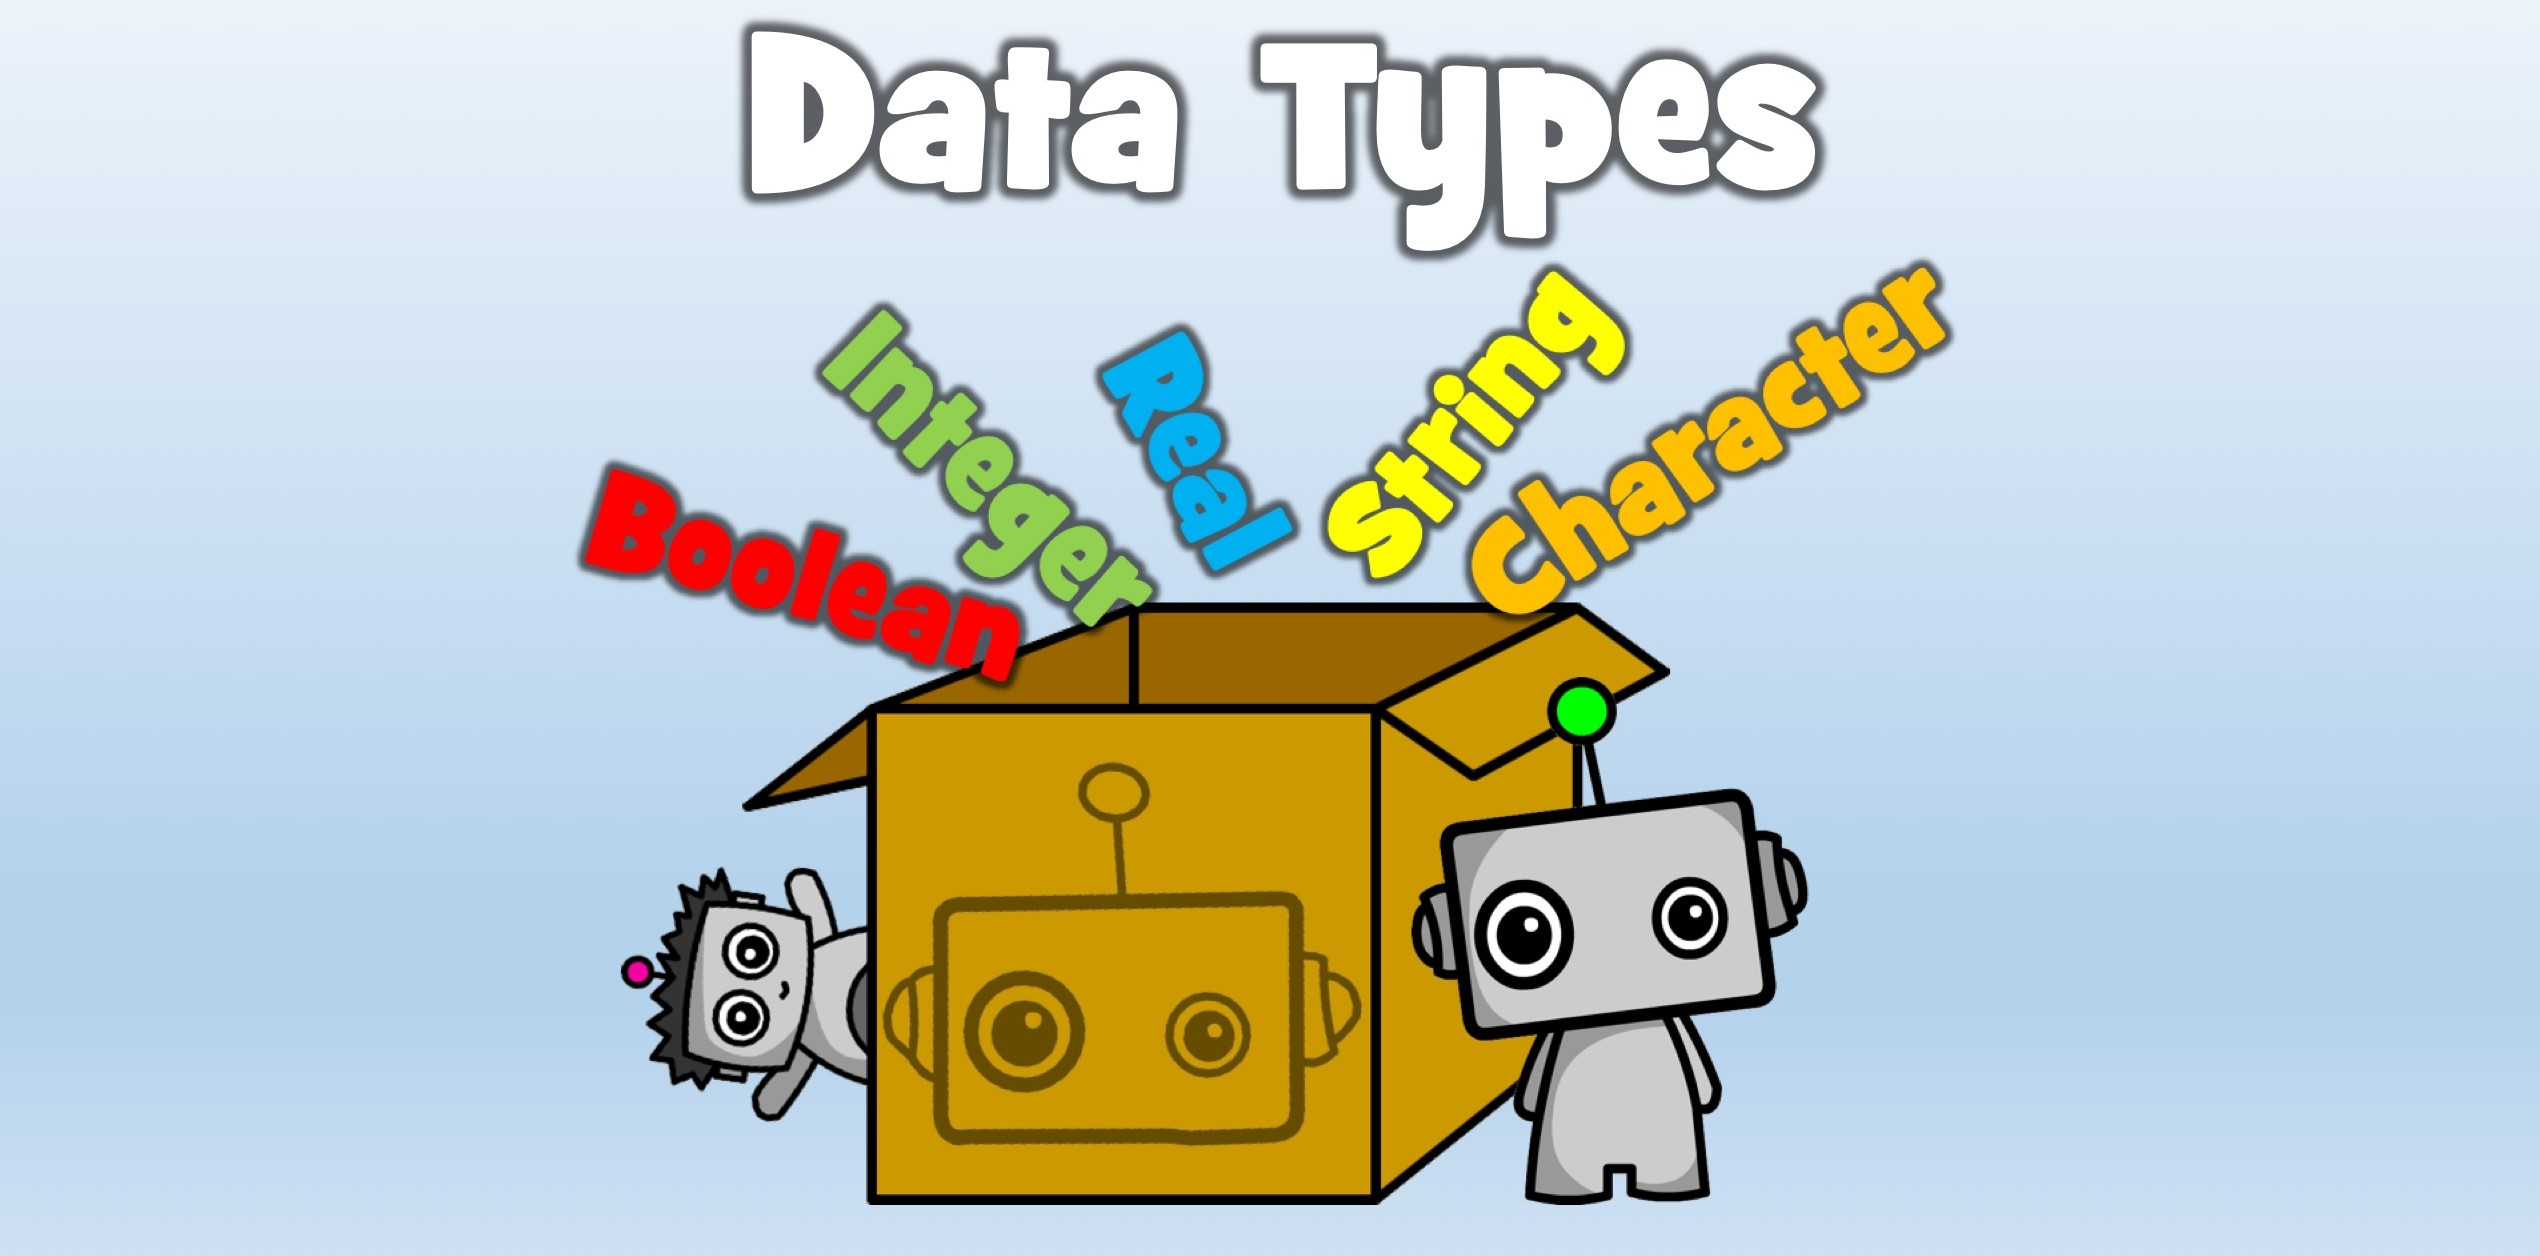 Data Types
Boolean
Integer
Real
String
Character